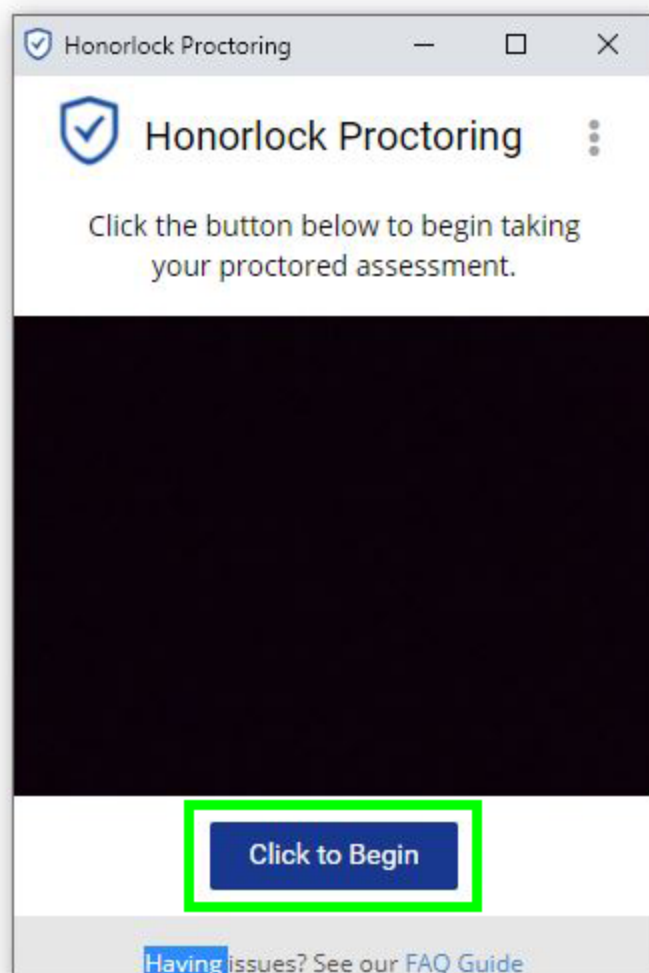 Honorlock Proctoring
Honorlock Proctoring
Click the button below to begin taking
your proctored assessment.
Click to Begin
Having issues? See our FAQ Guide